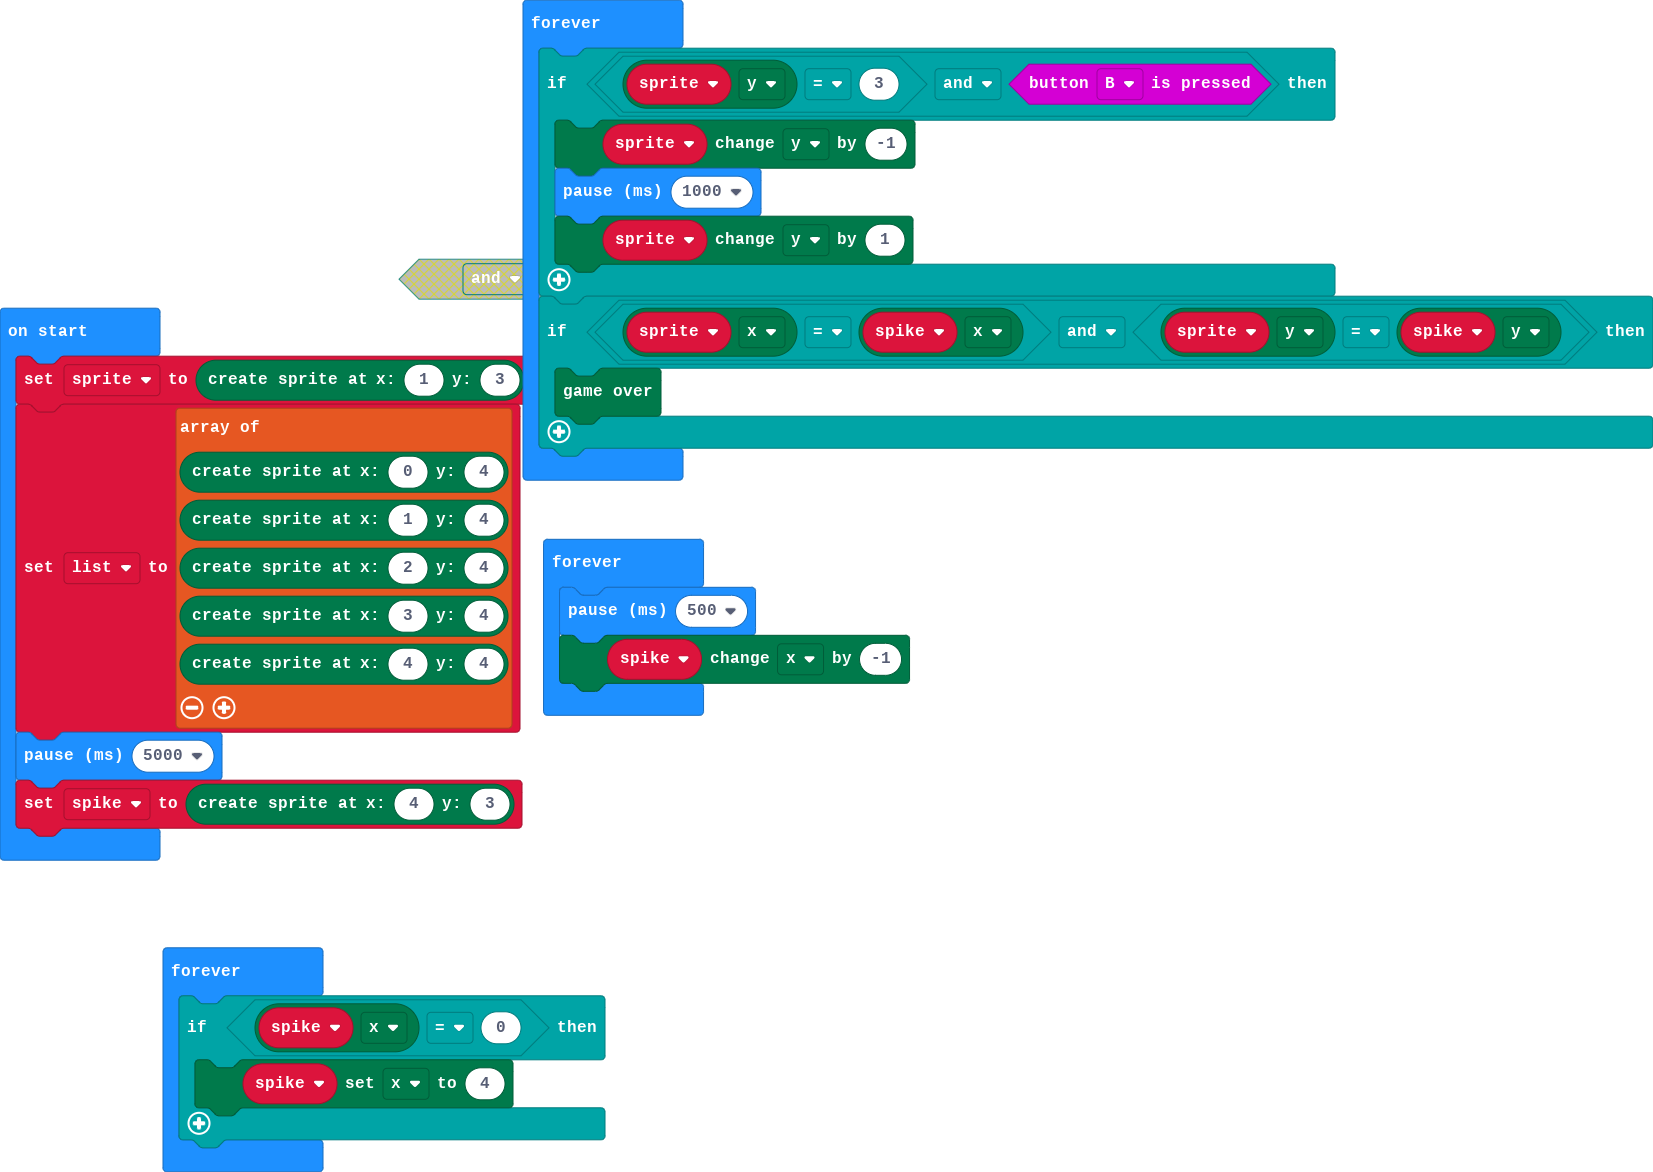 forever
if sprite y = 3 and button B is pressed then
sprite change y by -1
pause (ms) 1000
sprite change y by 1
and
if sprite x = spike x and sprite y = spike y then
game over
on start
set sprite to create sprite at x: 1 y: 3
array of
create sprite at x: 0 y: 4
create sprite at x: 1 y: 4
set list to create sprite at x: 2 y: 4
create sprite at x: 3 y: 4
create sprite at x: 4 y: 4
pause (ms) 5000
set spike to create sprite at x: 4 y: 3
forever
pause (ms) 500
spike change x by -1
forever
if spike x = 0 then
spike set x to 4